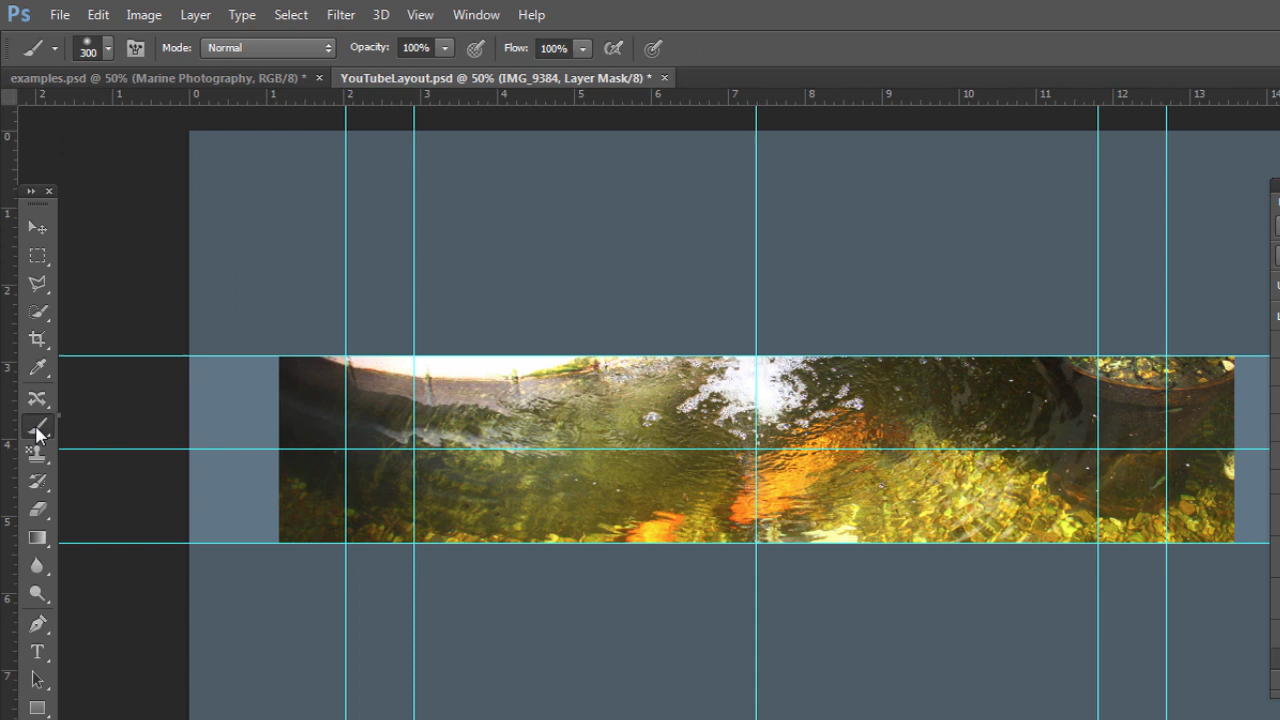 Ps File Edit Image Layer Type Select Filter 3D View Window Help
300 Mode: Normal Opacity: 100% Flow: 100%
examples.psd @ 50% (Marine Photography, RGB/8) * × YouTubeLayout.psd @ 50% (IMG_9384, Layer Mask/8) * ×
2 1 0 1 2 3 4 5 6 7 8 9 10 11 12 13 14
0
1
2
3
4
5
6
7
T